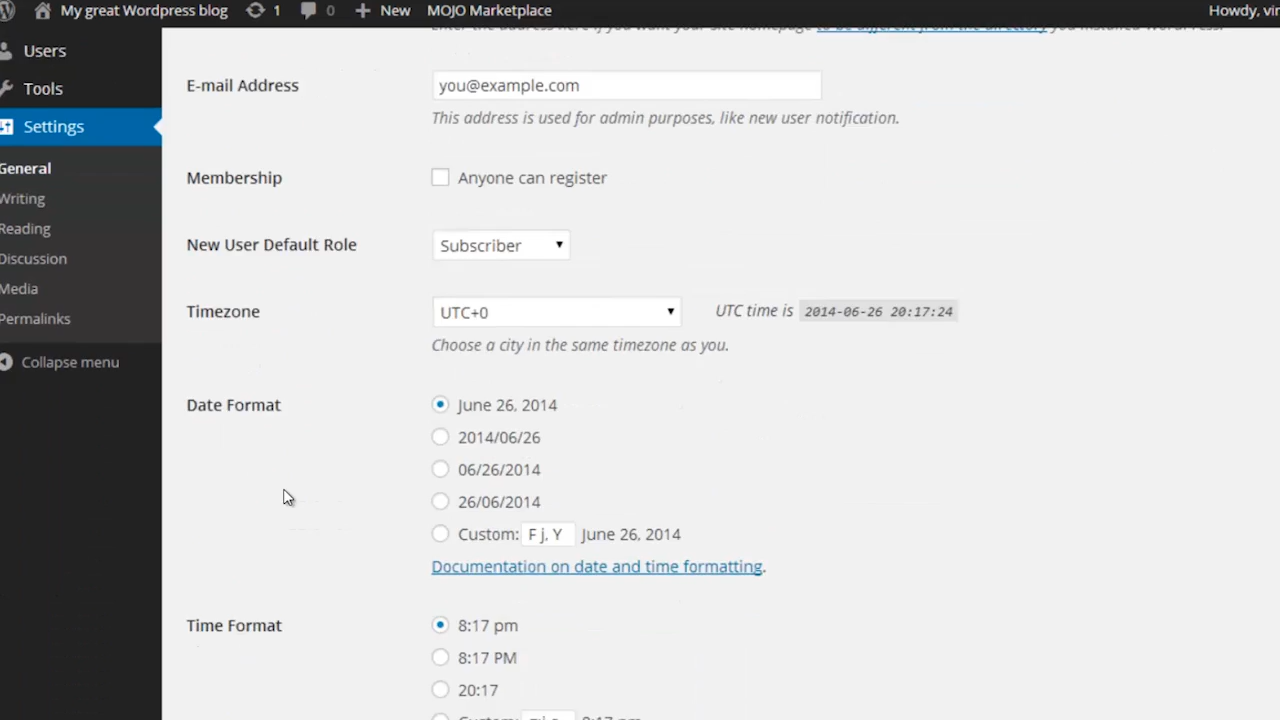 My great Wordpress blog 1 0 New MOJO Marketplace Howdy, vir
Enter the address here if you want your site homepage to be different from the directory you installed WordPress.
Users
Tools
Settings
General
Writing
Reading
Discussion
Media
Permalinks
Collapse menu
E-mail Address you@example.com
This address is used for admin purposes, like new user notification.
Membership Anyone can register
New User Default Role Subscriber
Timezone UTC+0 UTC time is 2014-06-26 20:17:24
Choose a city in the same timezone as you.
Date Format June 26, 2014
2014/06/26
06/26/2014
26/06/2014
Custom: F j, Y June 26, 2014
Documentation on date and time formatting.
Time Format 8:17 pm
8:17 PM
20:17
Custom: g:i a 8:17 pm